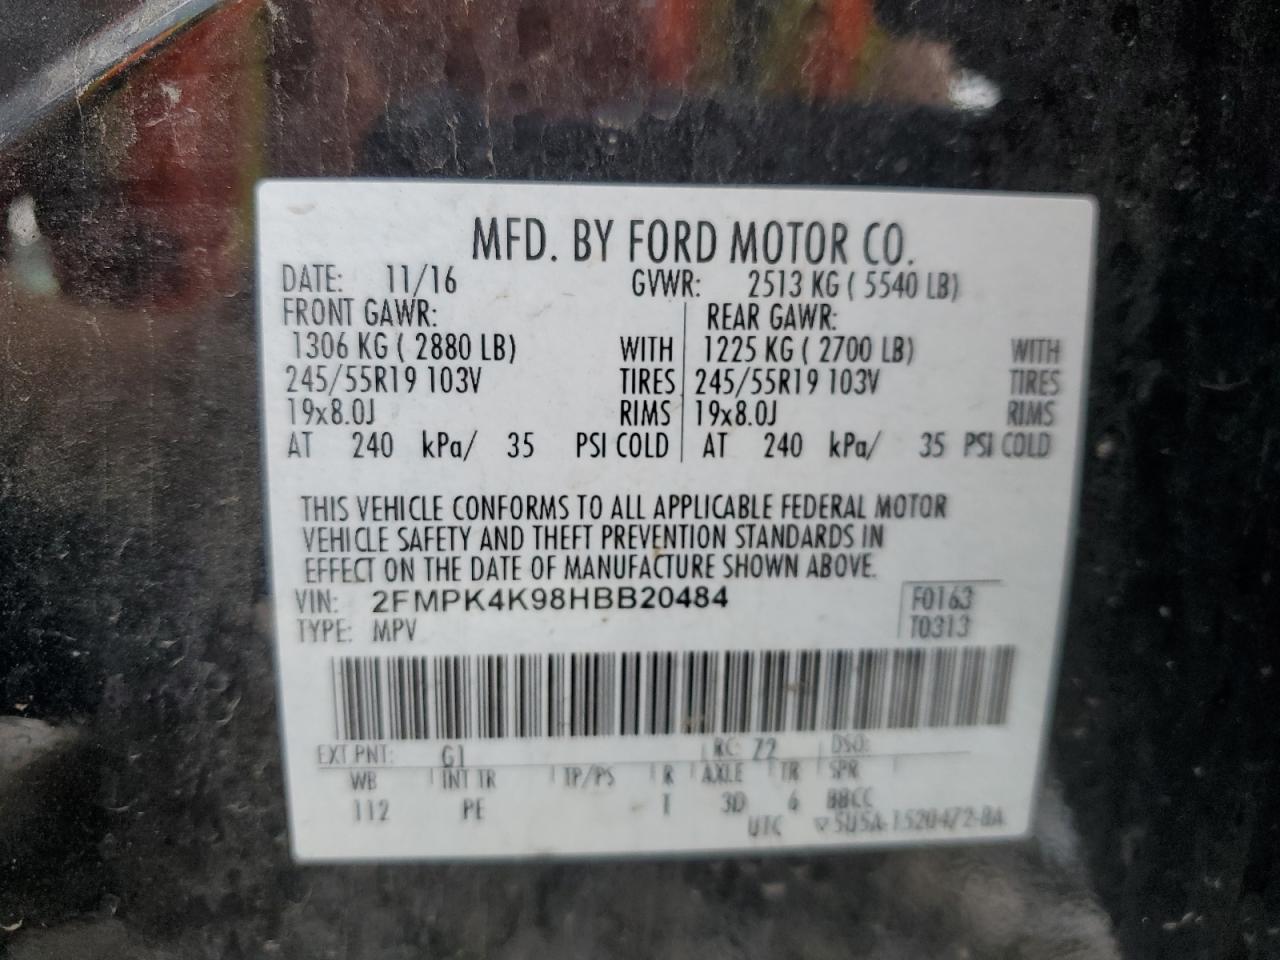 MFD. BY FORD MOTOR CO.
DATE: 11/16 GVWR: 2513 KG ( 5540 LB)
FRONT GAWR: REAR GAWR:
1306 KG ( 2880 LB) WITH 1225 KG ( 2700 LB) WITH
245/55R19 103V TIRES 245/55R19 103V TIRES
19x8.0J RIMS 19x8.0J RIMS
AT 240 kPa/ 35 PSI COLD AT 240 kPa/ 35 PSI COLD
THIS VEHICLE CONFORMS TO ALL APPLICABLE FEDERAL MOTOR
VEHICLE SAFETY AND THEFT PREVENTION STANDARDS IN
EFFECT ON THE DATE OF MANUFACTURE SHOWN ABOVE.
VIN: 2FMPK4K98HBB20484 F0163
TYPE: MPV T0313
EXT PNT: G1 RC: 72 DSO:
WB INT TR TP/PS R AXLE TR SPR
112 PE 3D 6 BBCC
UTC